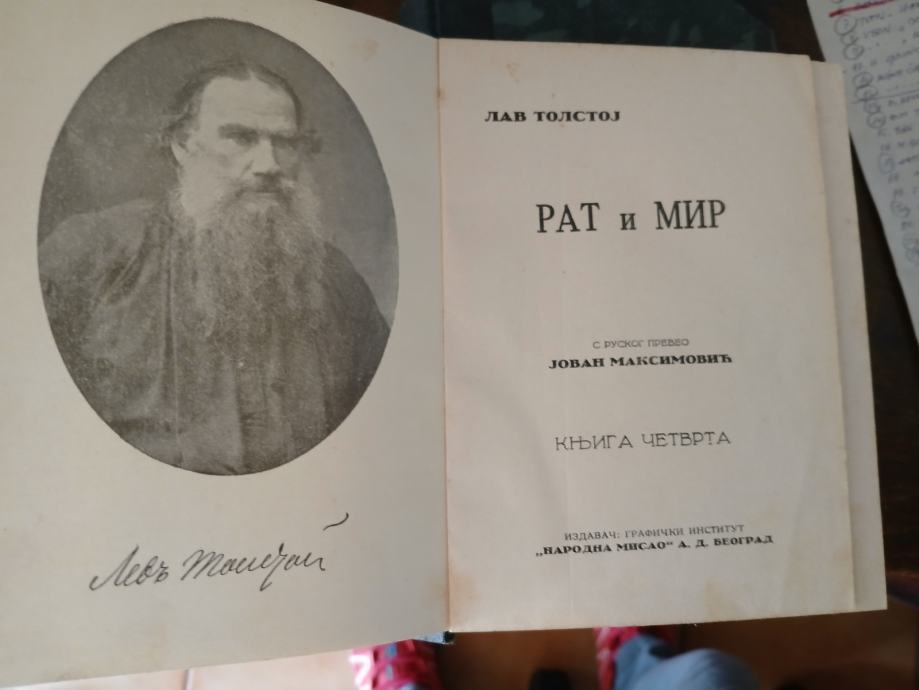 Левъ Толстой
ЛАВ ТОЛСТОЈ
РАТ и МИР
С РУСКОГ ПРЕВЕО
ЈОВАН МАКСИМОВИЋ
КЊИГА ЧЕТВРТА
ИЗДАВАЧ: ГРАФИЧКИ ИНСТИТУТ
„НАРОДНА МИСАО“ А. Д. БЕОГРАД